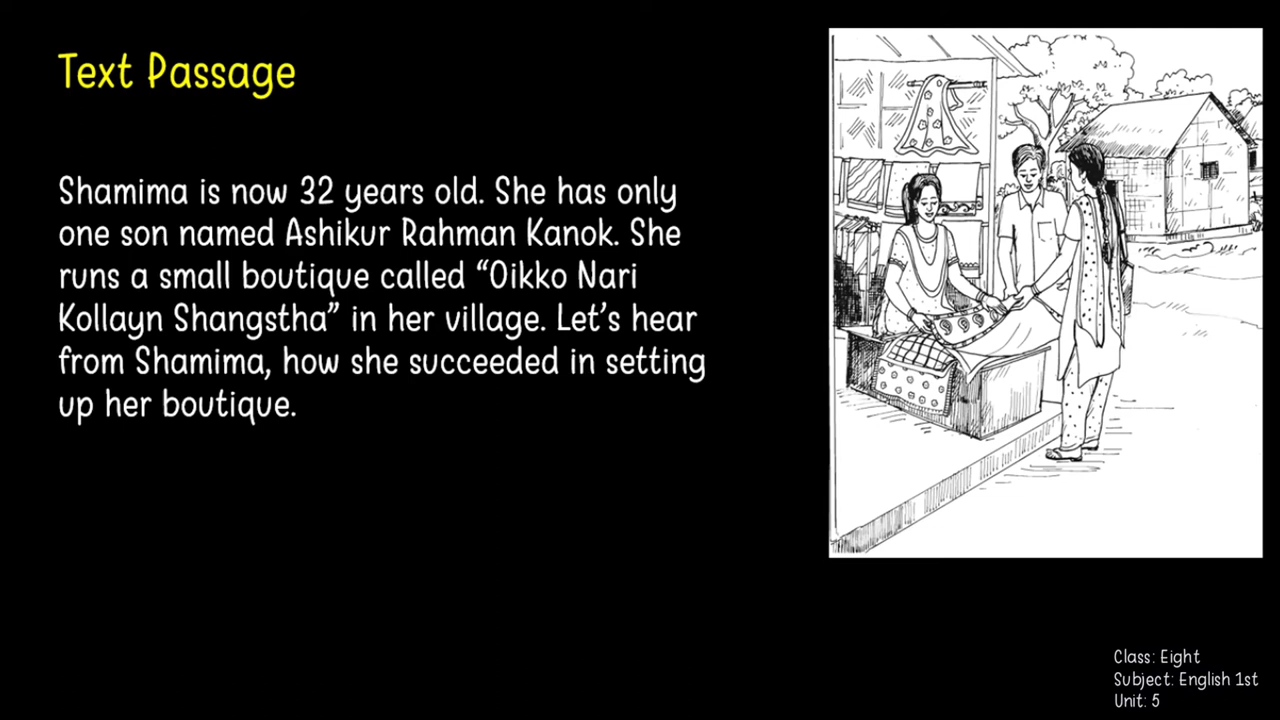 Text Passage
Shamima is now 32 years old. She has only
one son named Ashikur Rahman Kanok. She
runs a small boutique called “Oikko Nari
Kollayn Shangstha” in her village. Let’s hear
from Shamima, how she succeeded in setting
up her boutique.
Class: Eight
Subject: English 1st
Unit: 5